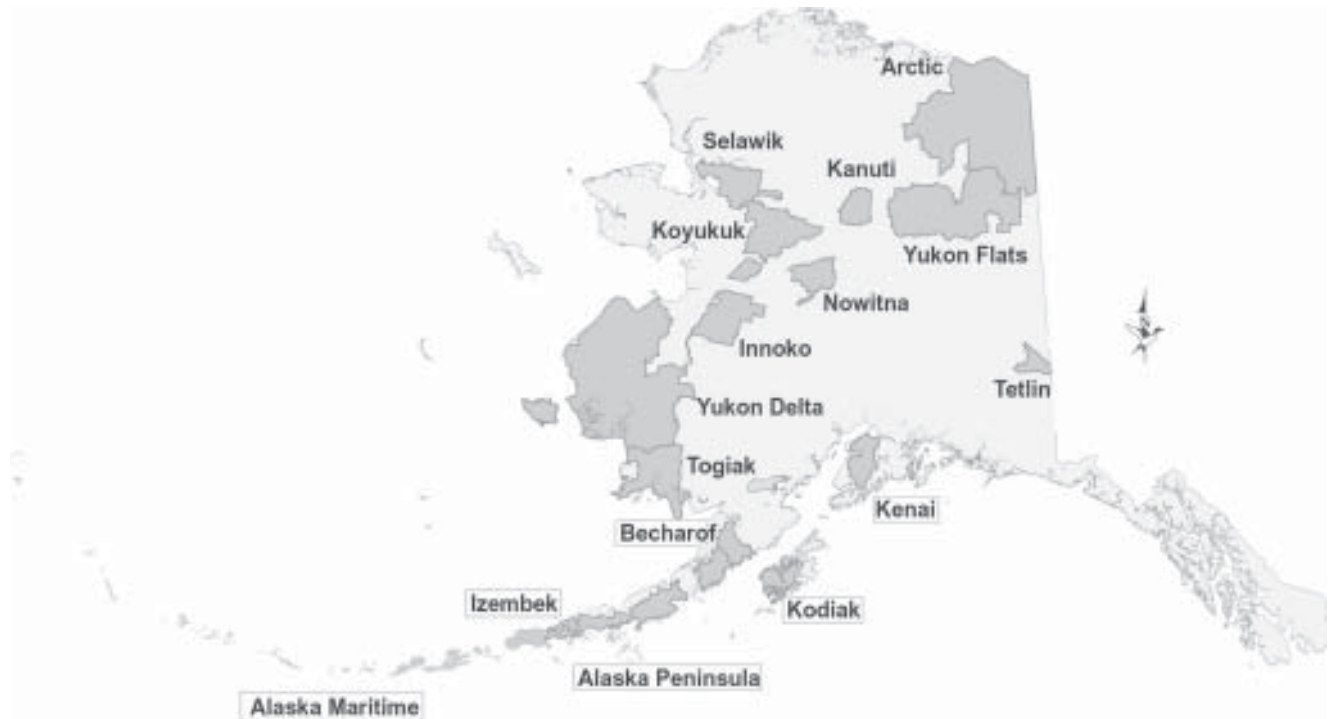 Arctic
Selawik
Kanuti
Koyukuk
Yukon Flats
Nowitna
Innoko
Tetlin
Yukon Delta
Togiak
Kenai
Becharof
Izembek
Kodiak
Alaska Peninsula
Alaska Maritime